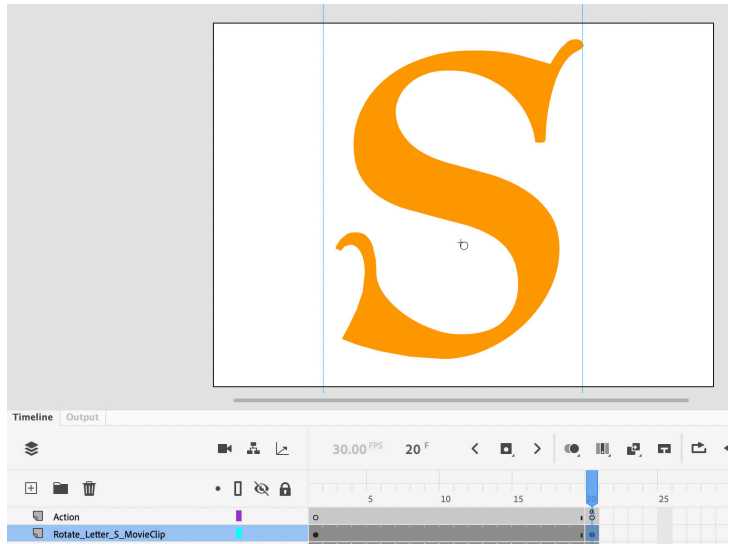 S
Timeline Output
30.00 FPS 20 F
5 10 15 20 25
Action a
Rotate_Letter_S_MovieClip